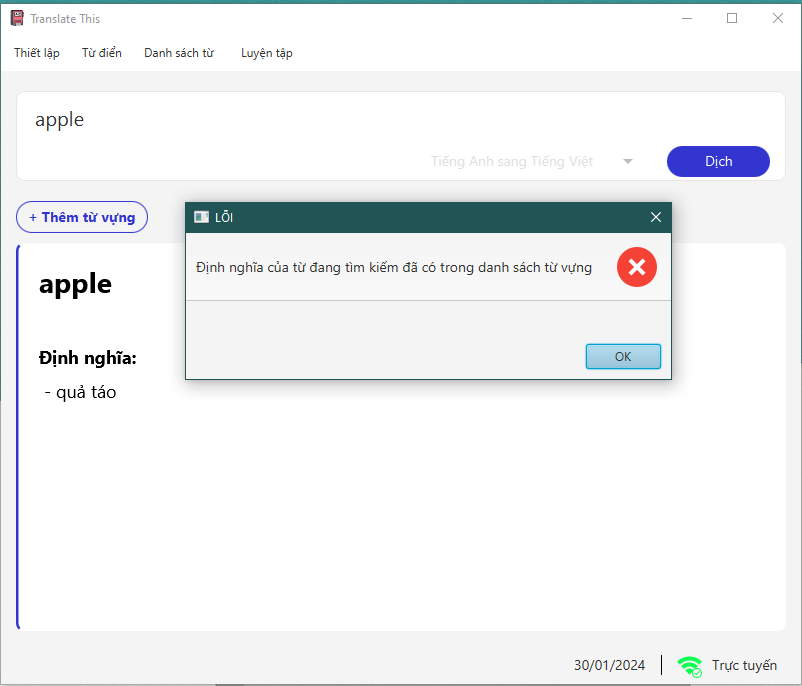 Translate This
Thiết lập Từ điển Danh sách từ Luyện tập
apple
Tiếng Anh sang Tiếng Việt Dịch
+ Thêm từ vựng
LỖI
Định nghĩa của từ đang tìm kiếm đã có trong danh sách từ vựng
OK
apple
Định nghĩa:
- quả táo
30/01/2024 Trực tuyến